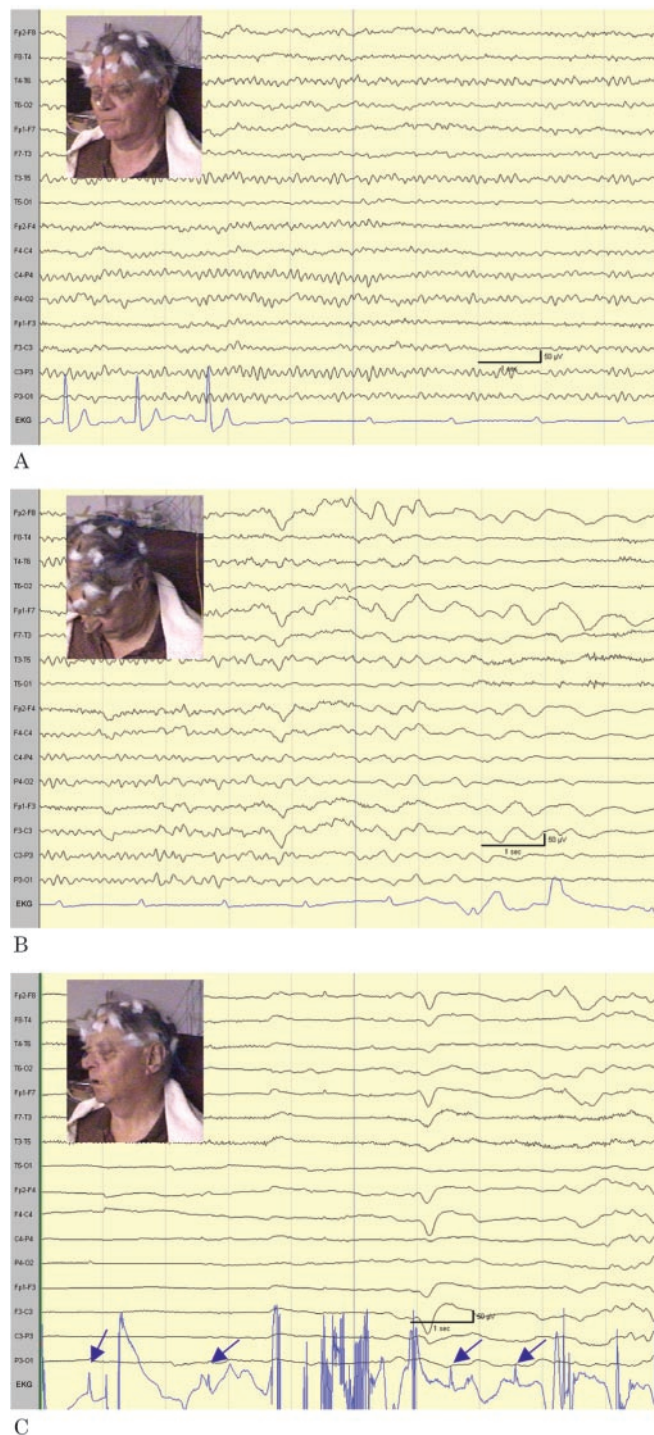 Fp2-F8
F8-T4
T4-T6
T6-O2
Fp1-F7
F7-T3
T3-T5
T5-O1
Fp2-F4
F4-C4
C4-P4
P4-O2
Fp1-F3
F3-C3
50 µV
1 sec
C3-P3
P3-O1
EKG
A
Fp2-F8
F8-T4
T4-T6
T6-O2
Fp1-F7
F7-T3
T3-T5
T5-O1
Fp2-F4
F4-C4
C4-P4
P4-O2
Fp1-F3
F3-C3
50 µV
1 sec
C3-P3
P3-O1
EKG
B
Fp2-F8
F8-T4
T4-T6
T6-O2
Fp1-F7
F7-T3
T3-T5
T5-O1
Fp2-F4
F4-C4
C4-P4
P4-O2
Fp1-F3
F3-C3
50 µV
1 sec
C3-P3
P3-O1
EKG
C